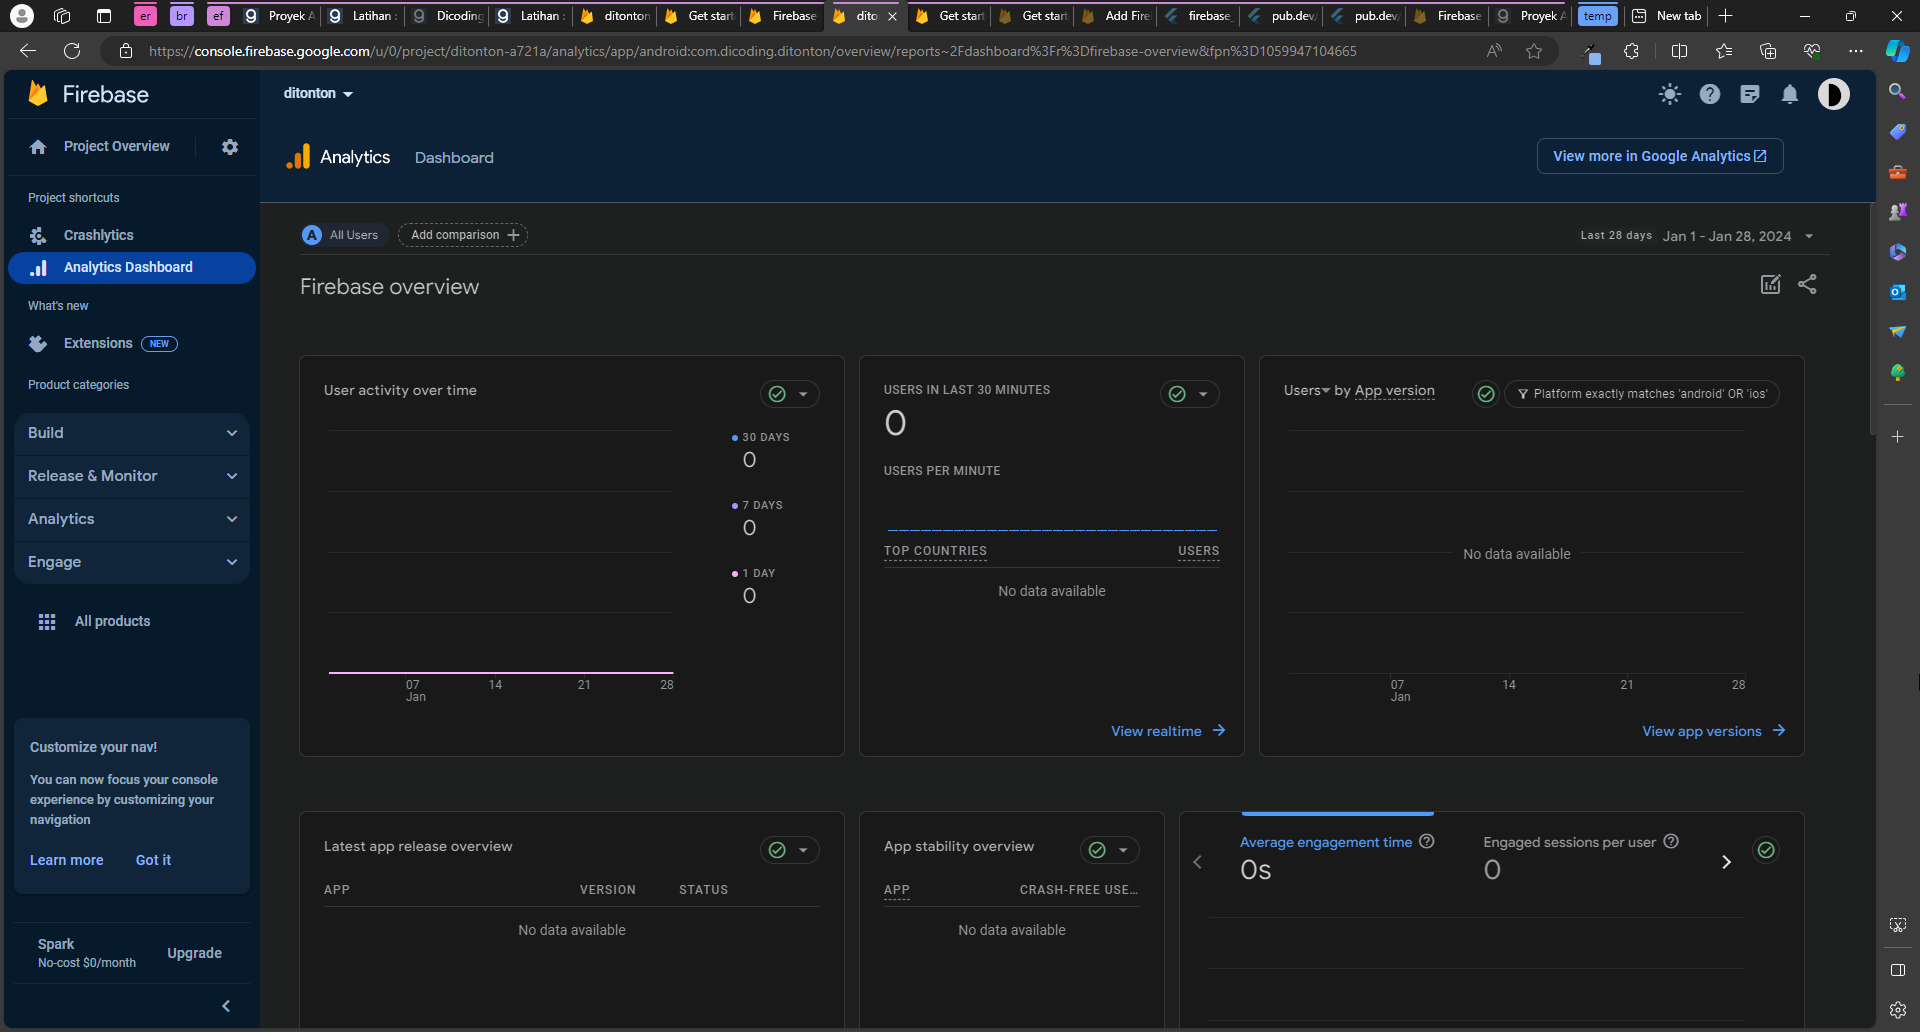 er
br
ef
Proyek A
Latihan :
Dicoding
Latihan :
ditonton
Get start
Firebase
dito
Get start
Get start
Add Fire
firebase_
pub.dev/
pub.dev/
Firebase
Proyek A
temp
New tab
https://console.firebase.google.com/u/0/project/ditonton-a721a/analytics/app/android:com.dicoding.ditonton/overview/reports~2Fdashboard%3Fr%3Dfirebase-overview&fpn%3D1059947104665
Firebase
ditonton
Project Overview
Analytics
Dashboard
View more in Google Analytics
Project shortcuts
Crashlytics
Analytics Dashboard
What's new
Extensions NEW
Product categories
Build
Release & Monitor
Analytics
Engage
All products
Customize your nav!
You can now focus your console
experience by customizing your
navigation
Learn more
Got it
Spark
No-cost $0/month
Upgrade
A All Users
Add comparison
Last 28 days Jan 1 - Jan 28, 2024
Firebase overview
User activity over time
30 DAYS
0
7 DAYS
0
1 DAY
0
07
Jan
14
21
28
USERS IN LAST 30 MINUTES
0
USERS PER MINUTE
TOP COUNTRIES
USERS
No data available
View realtime
Users by App version
Platform exactly matches 'android' OR 'ios'
No data available
07
Jan
14
21
28
View app versions
Latest app release overview
APP
VERSION
STATUS
No data available
App stability overview
APP
CRASH-FREE USE...
No data available
Average engagement time
0s
Engaged sessions per user
0